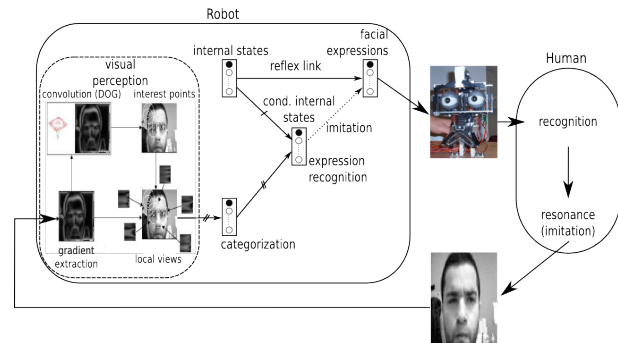 Robot
visual
perception
convolution (DOG)
interest points
gradient
extraction
local views
internal states
reflex link
facial
expressions
cond. internal
states
imitation
expression
recognition
categorization
Human
recognition
resonance
(imitation)